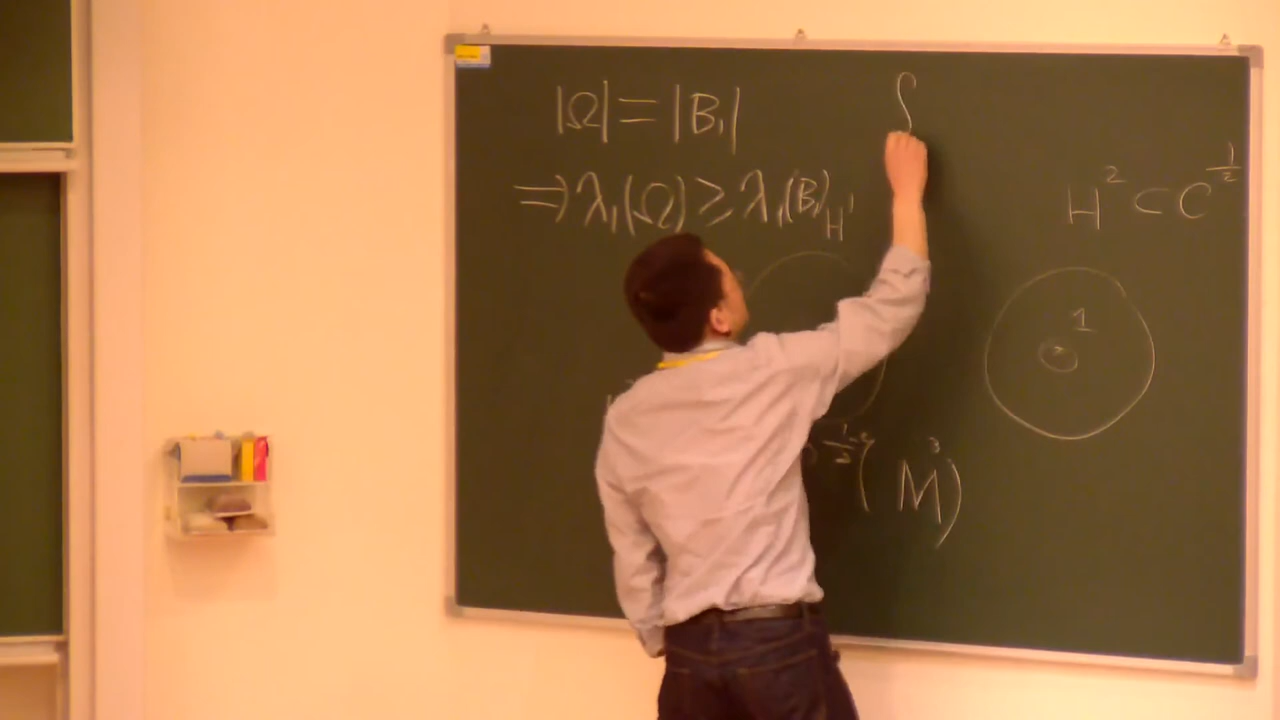 |Ω| = |B₁|
⇒ λ₁(Ω) ≥ λ₁(B₁)
H¹
∫
H² ⊂ C^{1/2}
1
( M³ )